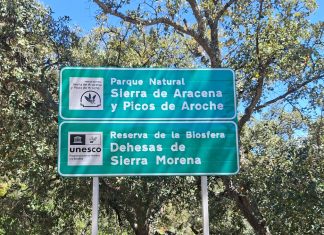 Parque Natural
Sierra de Aracena
y Picos de Aroche
Reserva de la Biosfera
unesco
Dehesas de
Sierra Morena